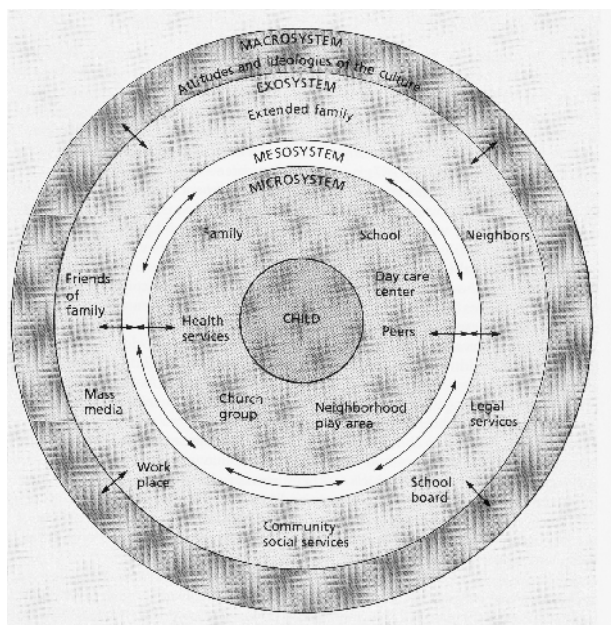 MACROSYSTEM
Attitudes and ideologies of the culture
EXOSYSTEM
Extended family
MESOSYSTEM
MICROSYSTEM
Family
School
Neighbors
Day care
center
Friends
of
family
Health
services
CHILD
Peers
Mass
media
Church
group
Neighborhood
play area
Legal
services
Work
place
School
board
Community
social services